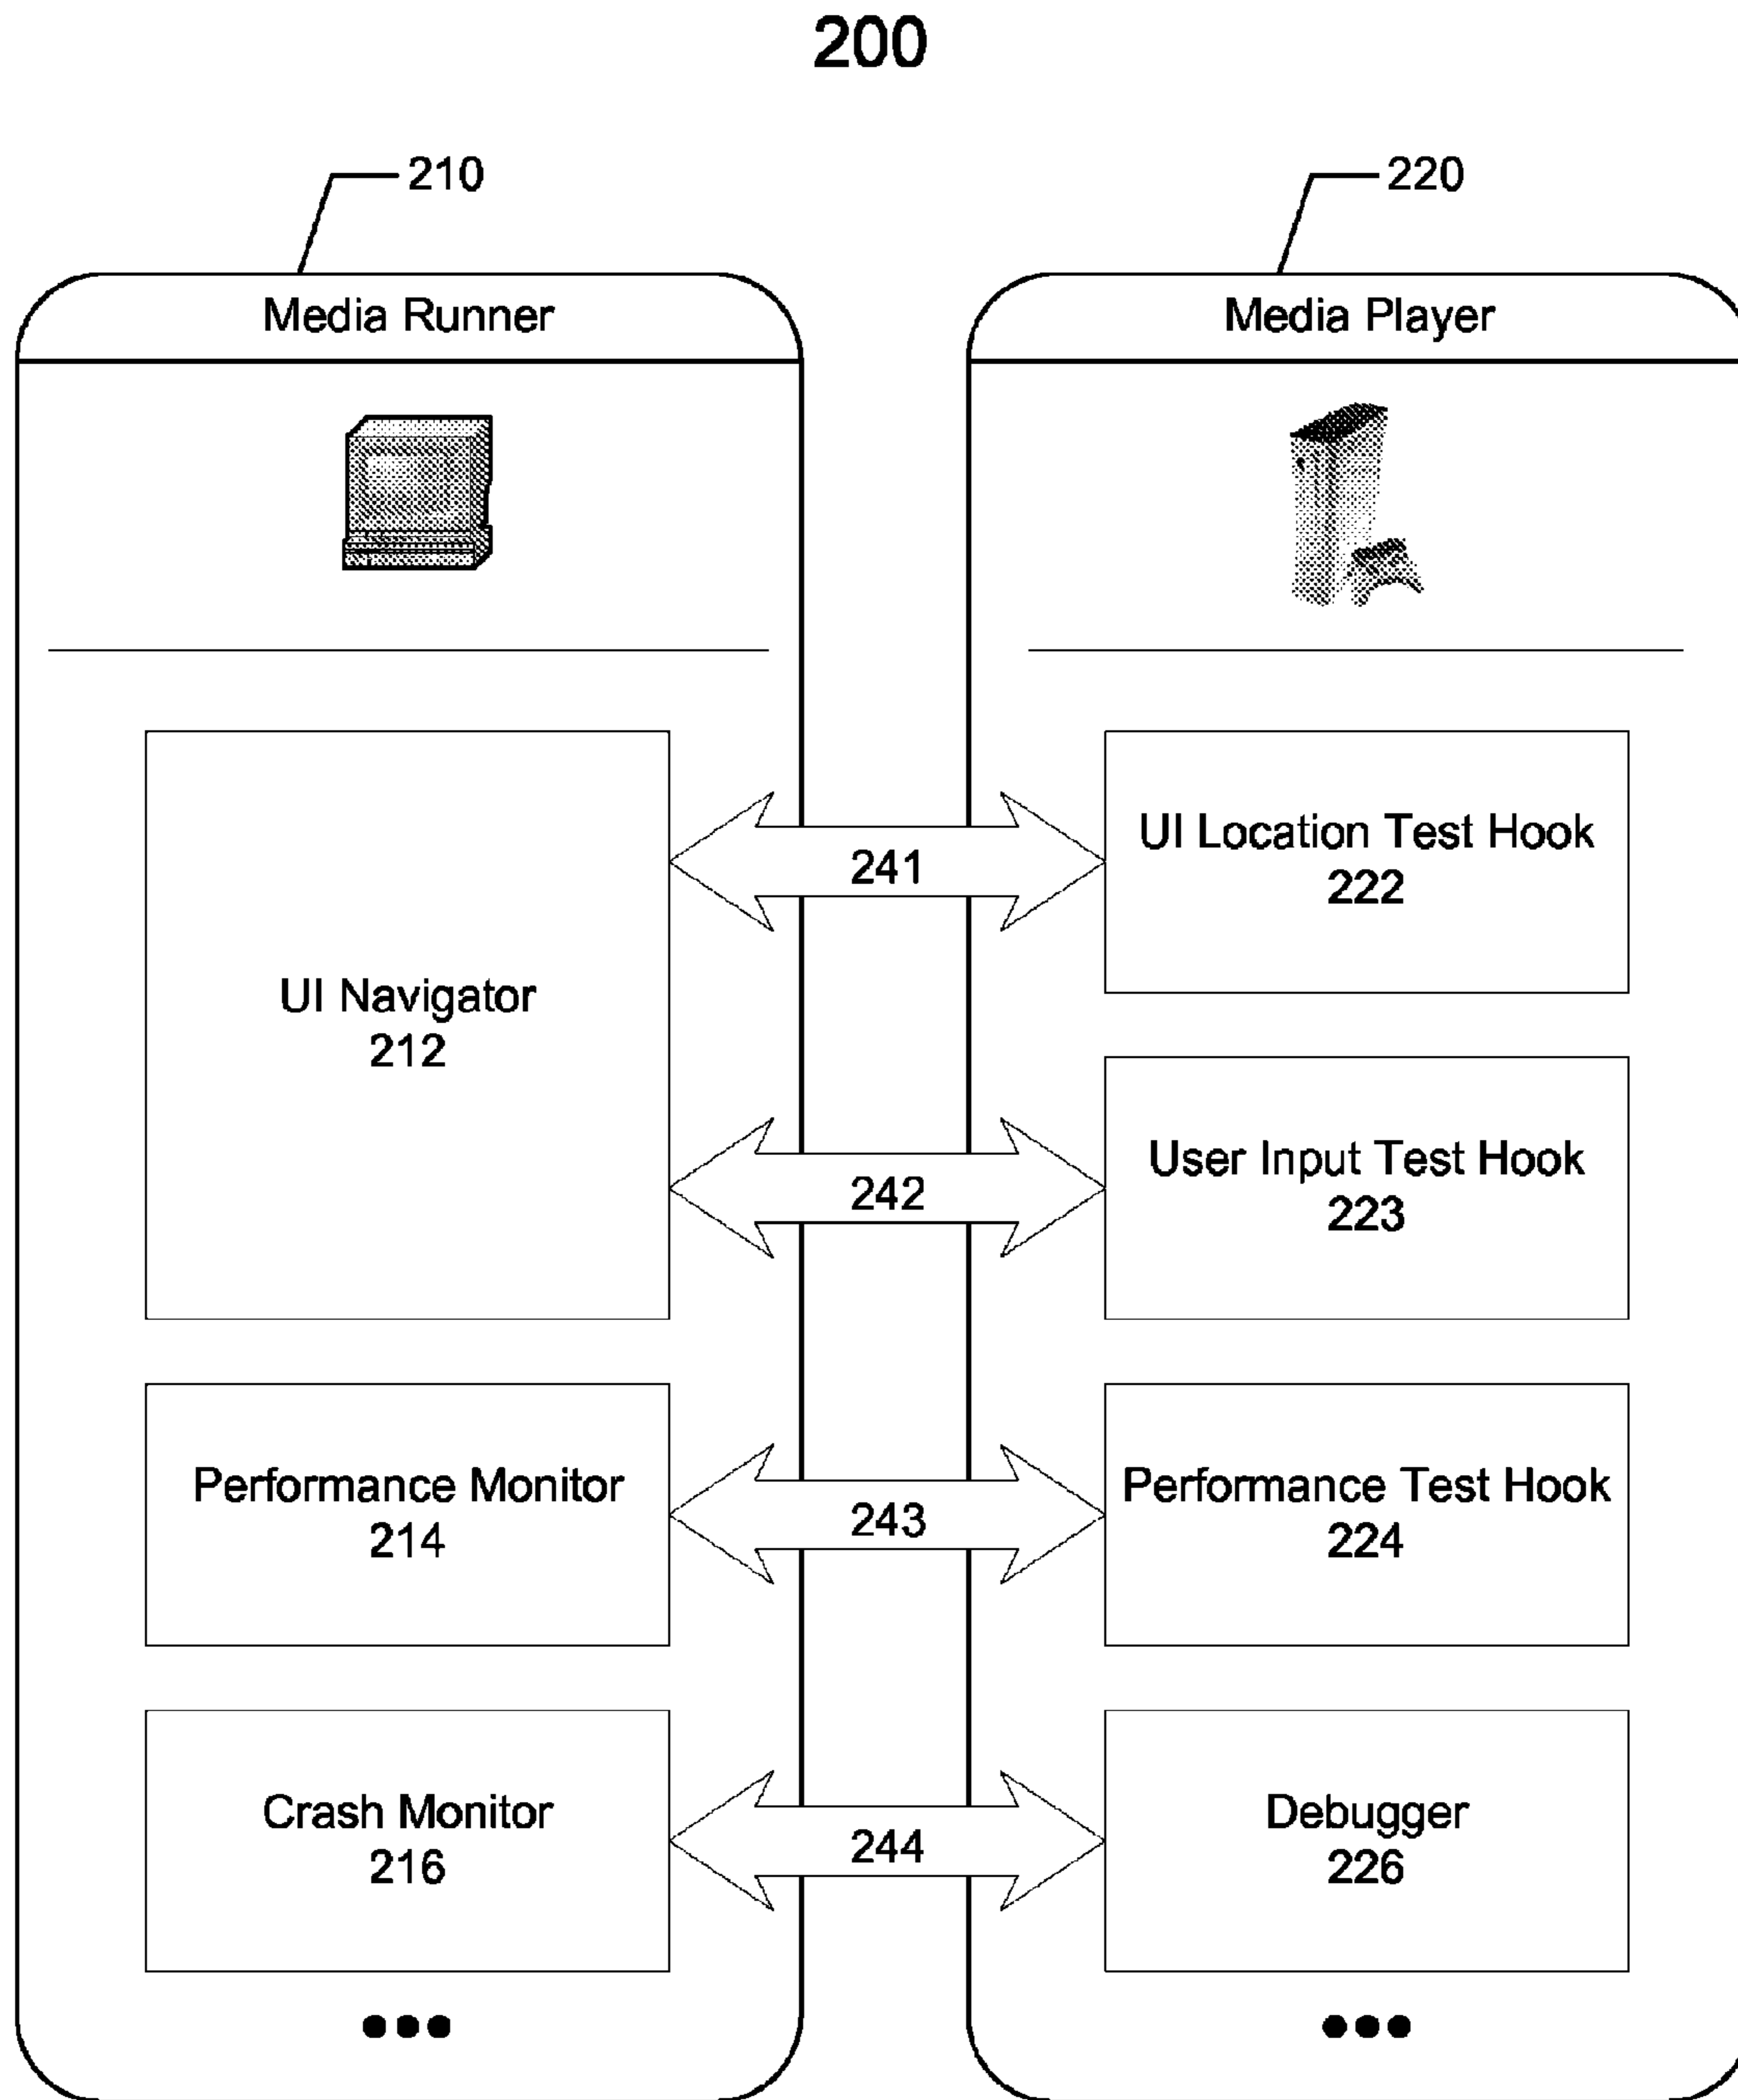 200
210
220
Media Runner
Media Player
UI Navigator
212
Performance Monitor
214
Crash Monitor
216
241
242
243
244
UI Location Test Hook
222
User Input Test Hook
223
Performance Test Hook
224
Debugger
226